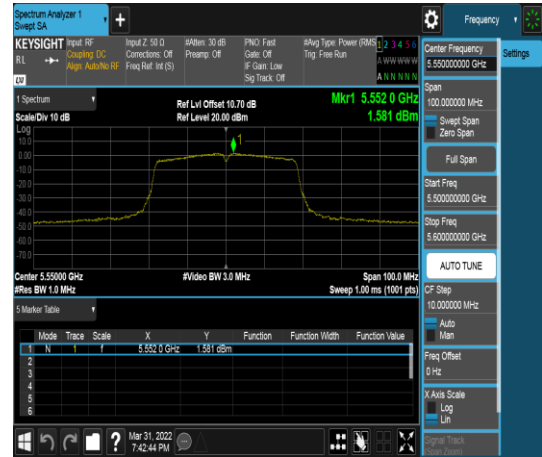 Spectrum Analyzer 1
Swept SA
+
Frequency
KEYSIGHT
RL
Input: RF
Coupling: DC
Align: Auto/No RF
Input Z: 50 Ω
Corrections: Off
Freq Ref: Int (S)
#Atten: 30 dB
Preamp: Off
PNO: Fast
Gate: Off
IF Gain: Low
Sig Track: Off
#Avg Type: Power (RMS
Trig: Free Run
1 2 3 4 5 6
A W W W W W
A N N N N N
1 Spectrum
Scale/Div 10 dB
Ref Lvl Offset 10.70 dB
Ref Level 20.00 dBm
Mkr1 5.552 0 GHz
1.581 dBm
Log
10.0
0.00
-10.0
-20.0
-30.0
-40.0
-50.0
-60.0
-70.0
1
Center 5.55000 GHz
#Res BW 1.0 MHz
#Video BW 3.0 MHz
Span 100.0 MHz
Sweep 1.00 ms (1001 pts)
5 Marker Table
Mode Trace Scale X Y Function Function Width Function Value
1 N 1 f 5.552 0 GHz 1.581 dBm
2
3
4
5
6
Mar 31, 2022
7:42:44 PM
Center Frequency
5.550000000 GHz
Settings
Span
100.000000 MHz
Swept Span
Zero Span
Full Span
Start Freq
5.500000000 GHz
Stop Freq
5.600000000 GHz
AUTO TUNE
CF Step
10.000000 MHz
Auto
Man
Freq Offset
0 Hz
X Axis Scale
Log
Lin
Signal Track
(Span Zoom)